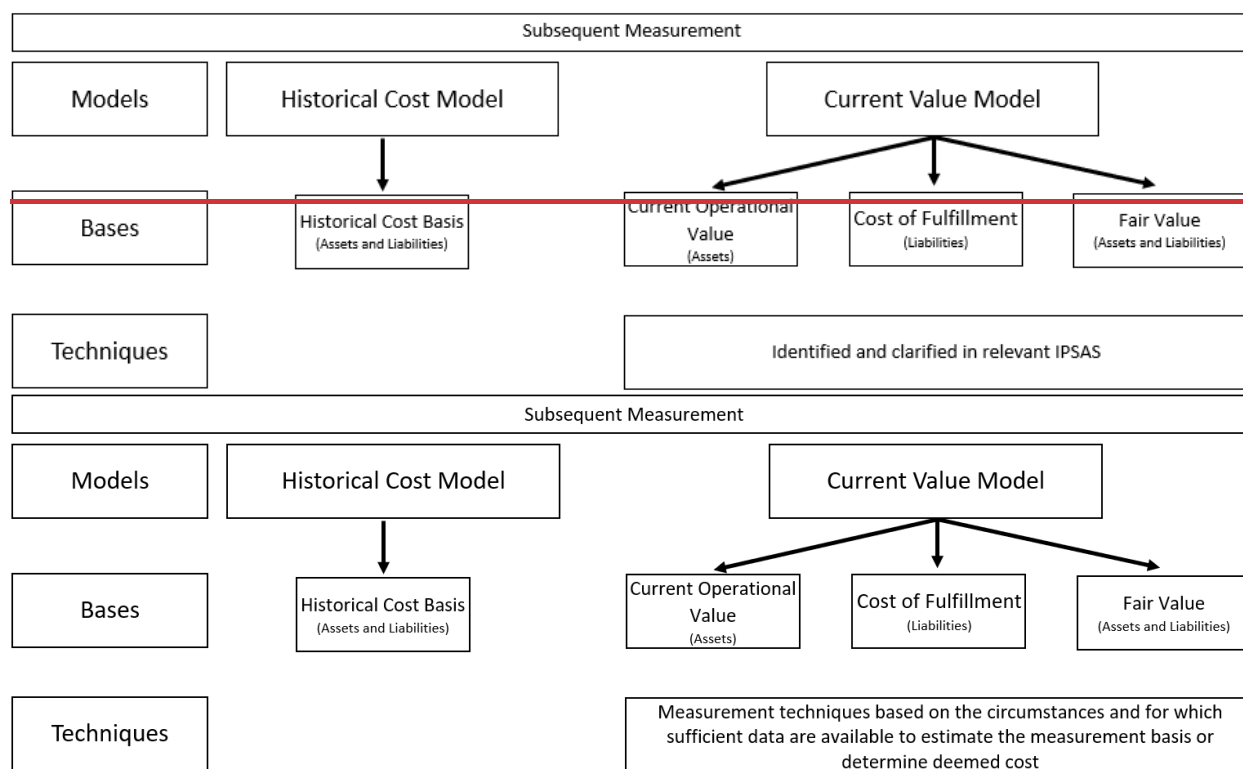 Subsequent Measurement
Models
Historical Cost Model
Current Value Model
Bases
Historical Cost Basis
(Assets and Liabilities)
Current Operational
Value
(Assets)
Cost of Fulfillment
(Liabilities)
Fair Value
(Assets and Liabilities)
Techniques
Identified and clarified in relevant IPSAS
Subsequent Measurement
Models
Historical Cost Model
Current Value Model
Bases
Historical Cost Basis
(Assets and Liabilities)
Current Operational
Value
(Assets)
Cost of Fulfillment
(Liabilities)
Fair Value
(Assets and Liabilities)
Techniques
Measurement techniques based on the circumstances and for which
sufficient data are available to estimate the measurement basis or
determine deemed cost